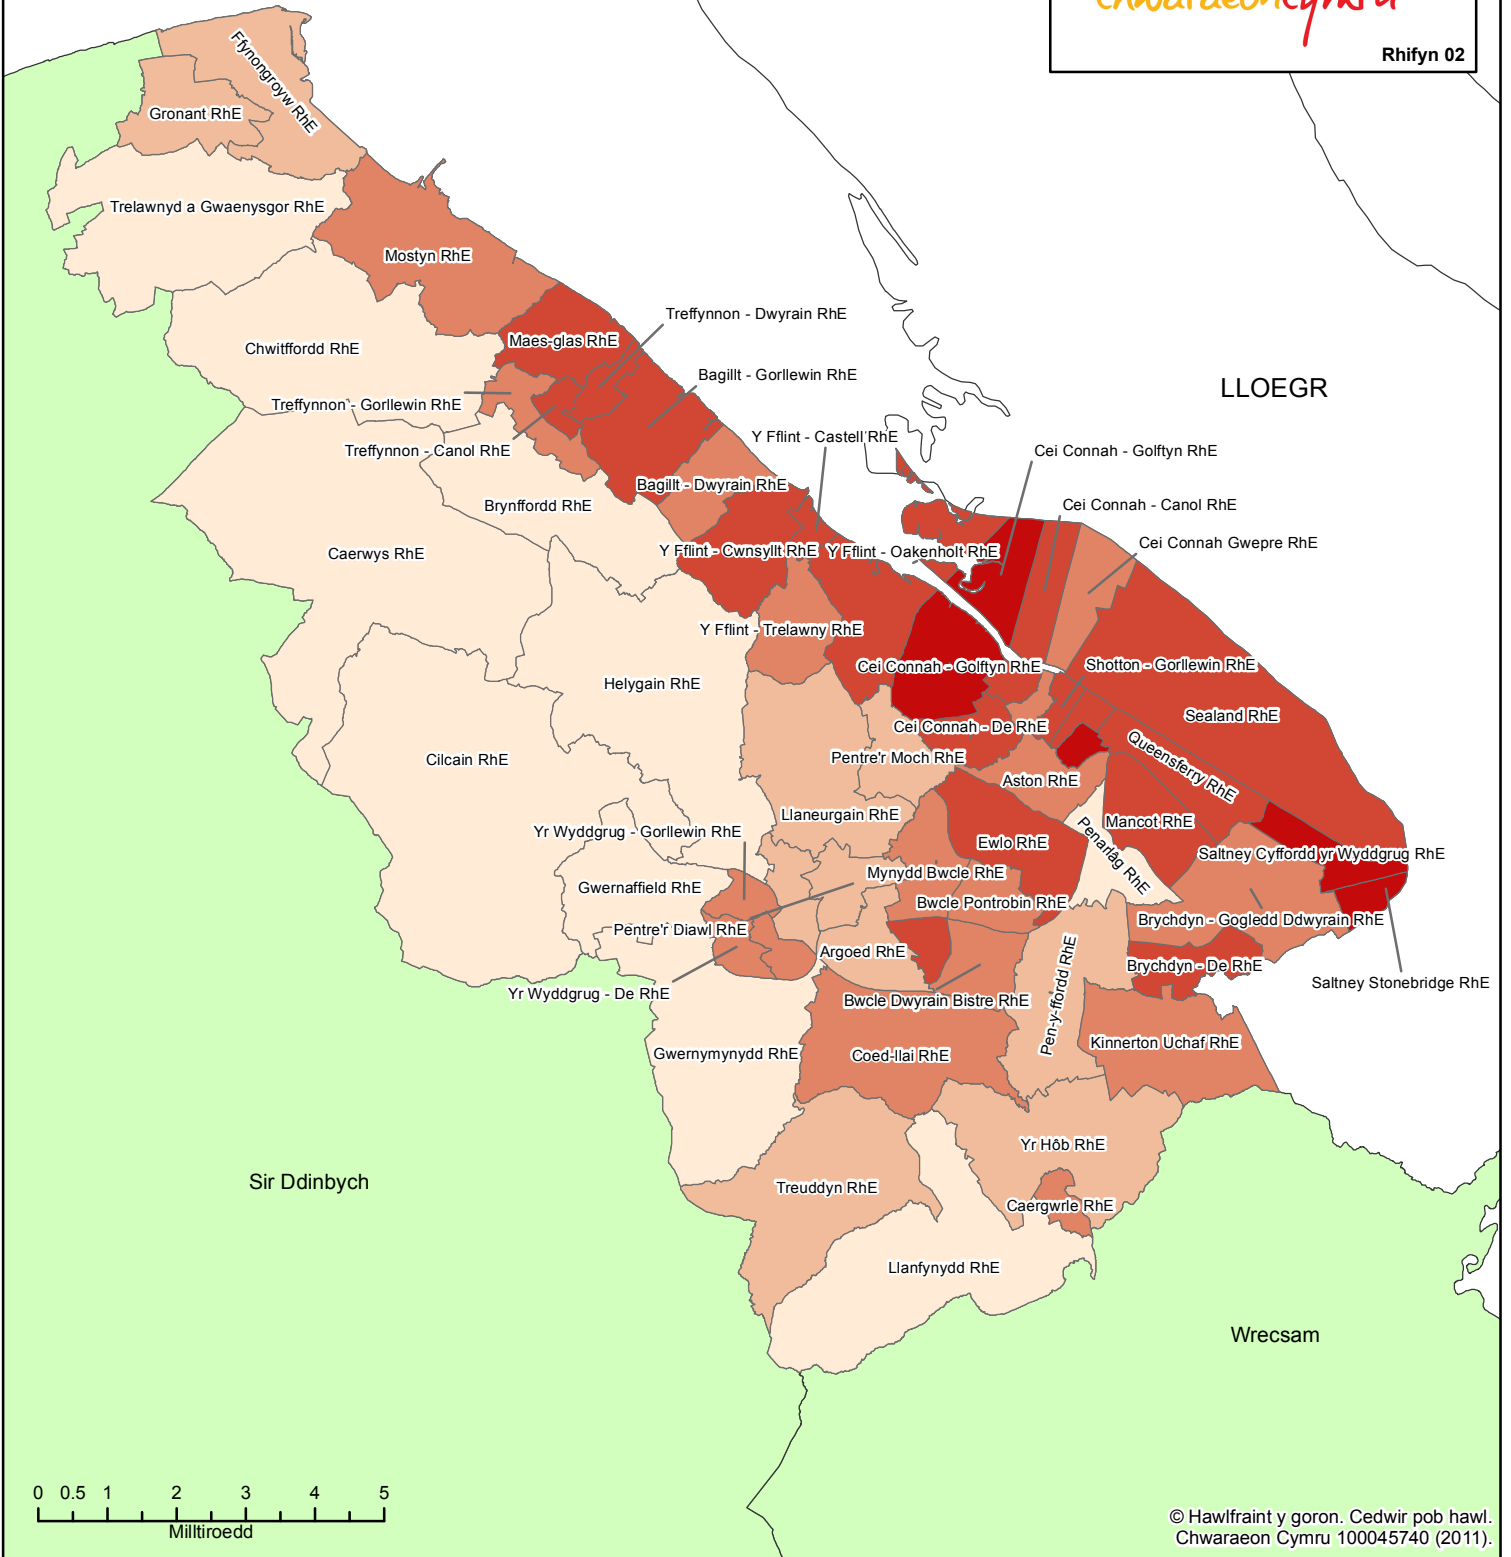 chwaraeoncymru
Rhifyn 02
Ffynongroyw RhE
Gronant RhE
Trelawnyd a Gwaenysgor RhE
Mostyn RhE
Treffynnon - Dwyrain RhE
Maes-glas RhE
Chwitffordd RhE
Bagillt - Gorllewin RhE
LLOEGR
Treffynnon - Gorllewin RhE
Y Fflint - Castell RhE
Treffynnon - Canol RhE
Cei Connah - Golftyn RhE
Bagillt - Dwyrain RhE
Brynffordd RhE
Cei Connah - Canol RhE
Cei Connah Gwepre RhE
Caerwys RhE
Y Fflint - Cwnsyllt RhE
Y Fflint - Oakenholt RhE
Y Fflint - Trelawny RhE
Cei Connah - Golftyn RhE
Shotton - Gorllewin RhE
Helygain RhE
Sealand RhE
Cei Connah - De RhE
Cilcain RhE
Pentre'r Moch RhE
Queensferry RhE
Aston RhE
Llaneurgain RhE
Mancot RhE
Yr Wyddgrug - Gorllewin RhE
Ewlo RhE
Penarlâg RhE
Saltney Cyffordd yr Wyddgrug RhE
Mynydd Bwcle RhE
Gwernaffield RhE
Bwcle Pontrobin RhE
Brychdyn - Gogledd Ddwyrain RhE
Pentre'r Diawl RhE
Argoed RhE
Brychdyn - De RhE
Saltney Stonebridge RhE
Yr Wyddgrug - De RhE
Bwcle Dwyrain Bistre RhE
Pen-y-ffordd RhE
Gwernymynydd RhE
Coed-llai RhE
Kinnerton Uchaf RhE
Yr Hôb RhE
Sir Ddinbych
Treuddyn RhE
Caergwrle RhE
Llanfynydd RhE
Wrecsam
0 0.5 1 2 3 4 5
Milltiroedd
© Hawlfraint y goron. Cedwir pob hawl.
Chwaraeon Cymru 100045740 (2011).